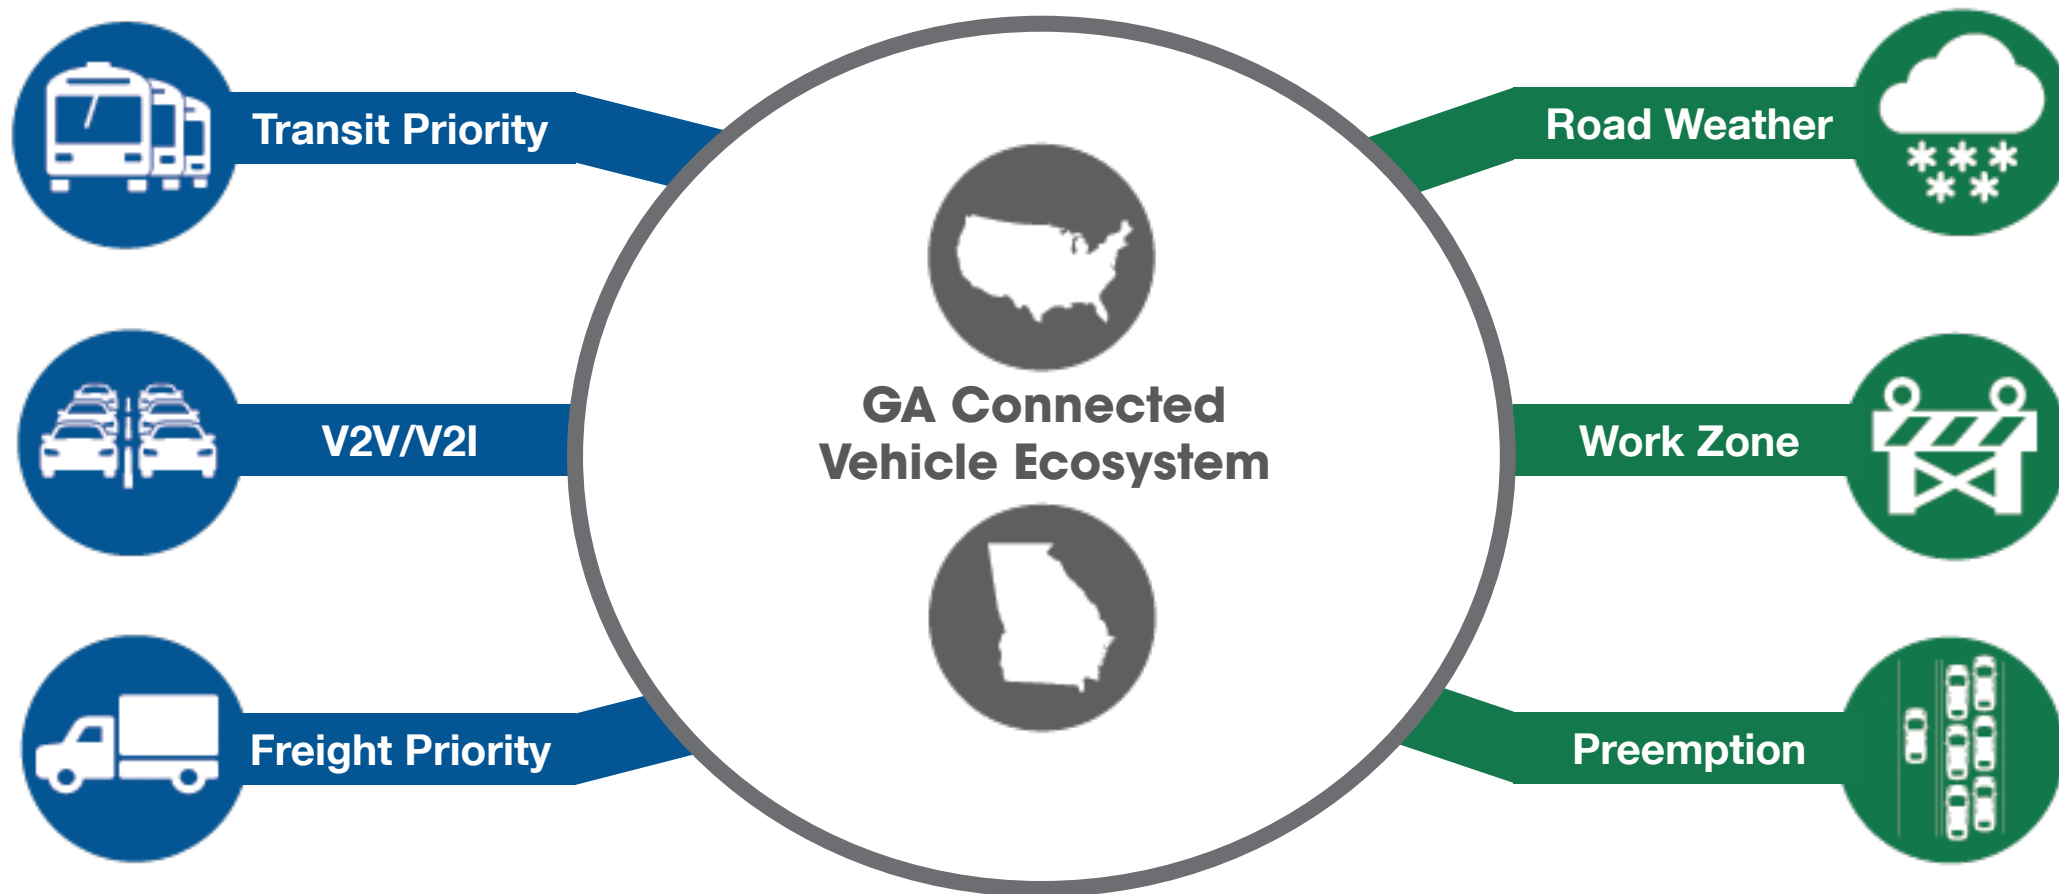 Transit Priority
V2V/V2I
Freight Priority
GA Connected
Vehicle Ecosystem
Road Weather
Work Zone
Preemption